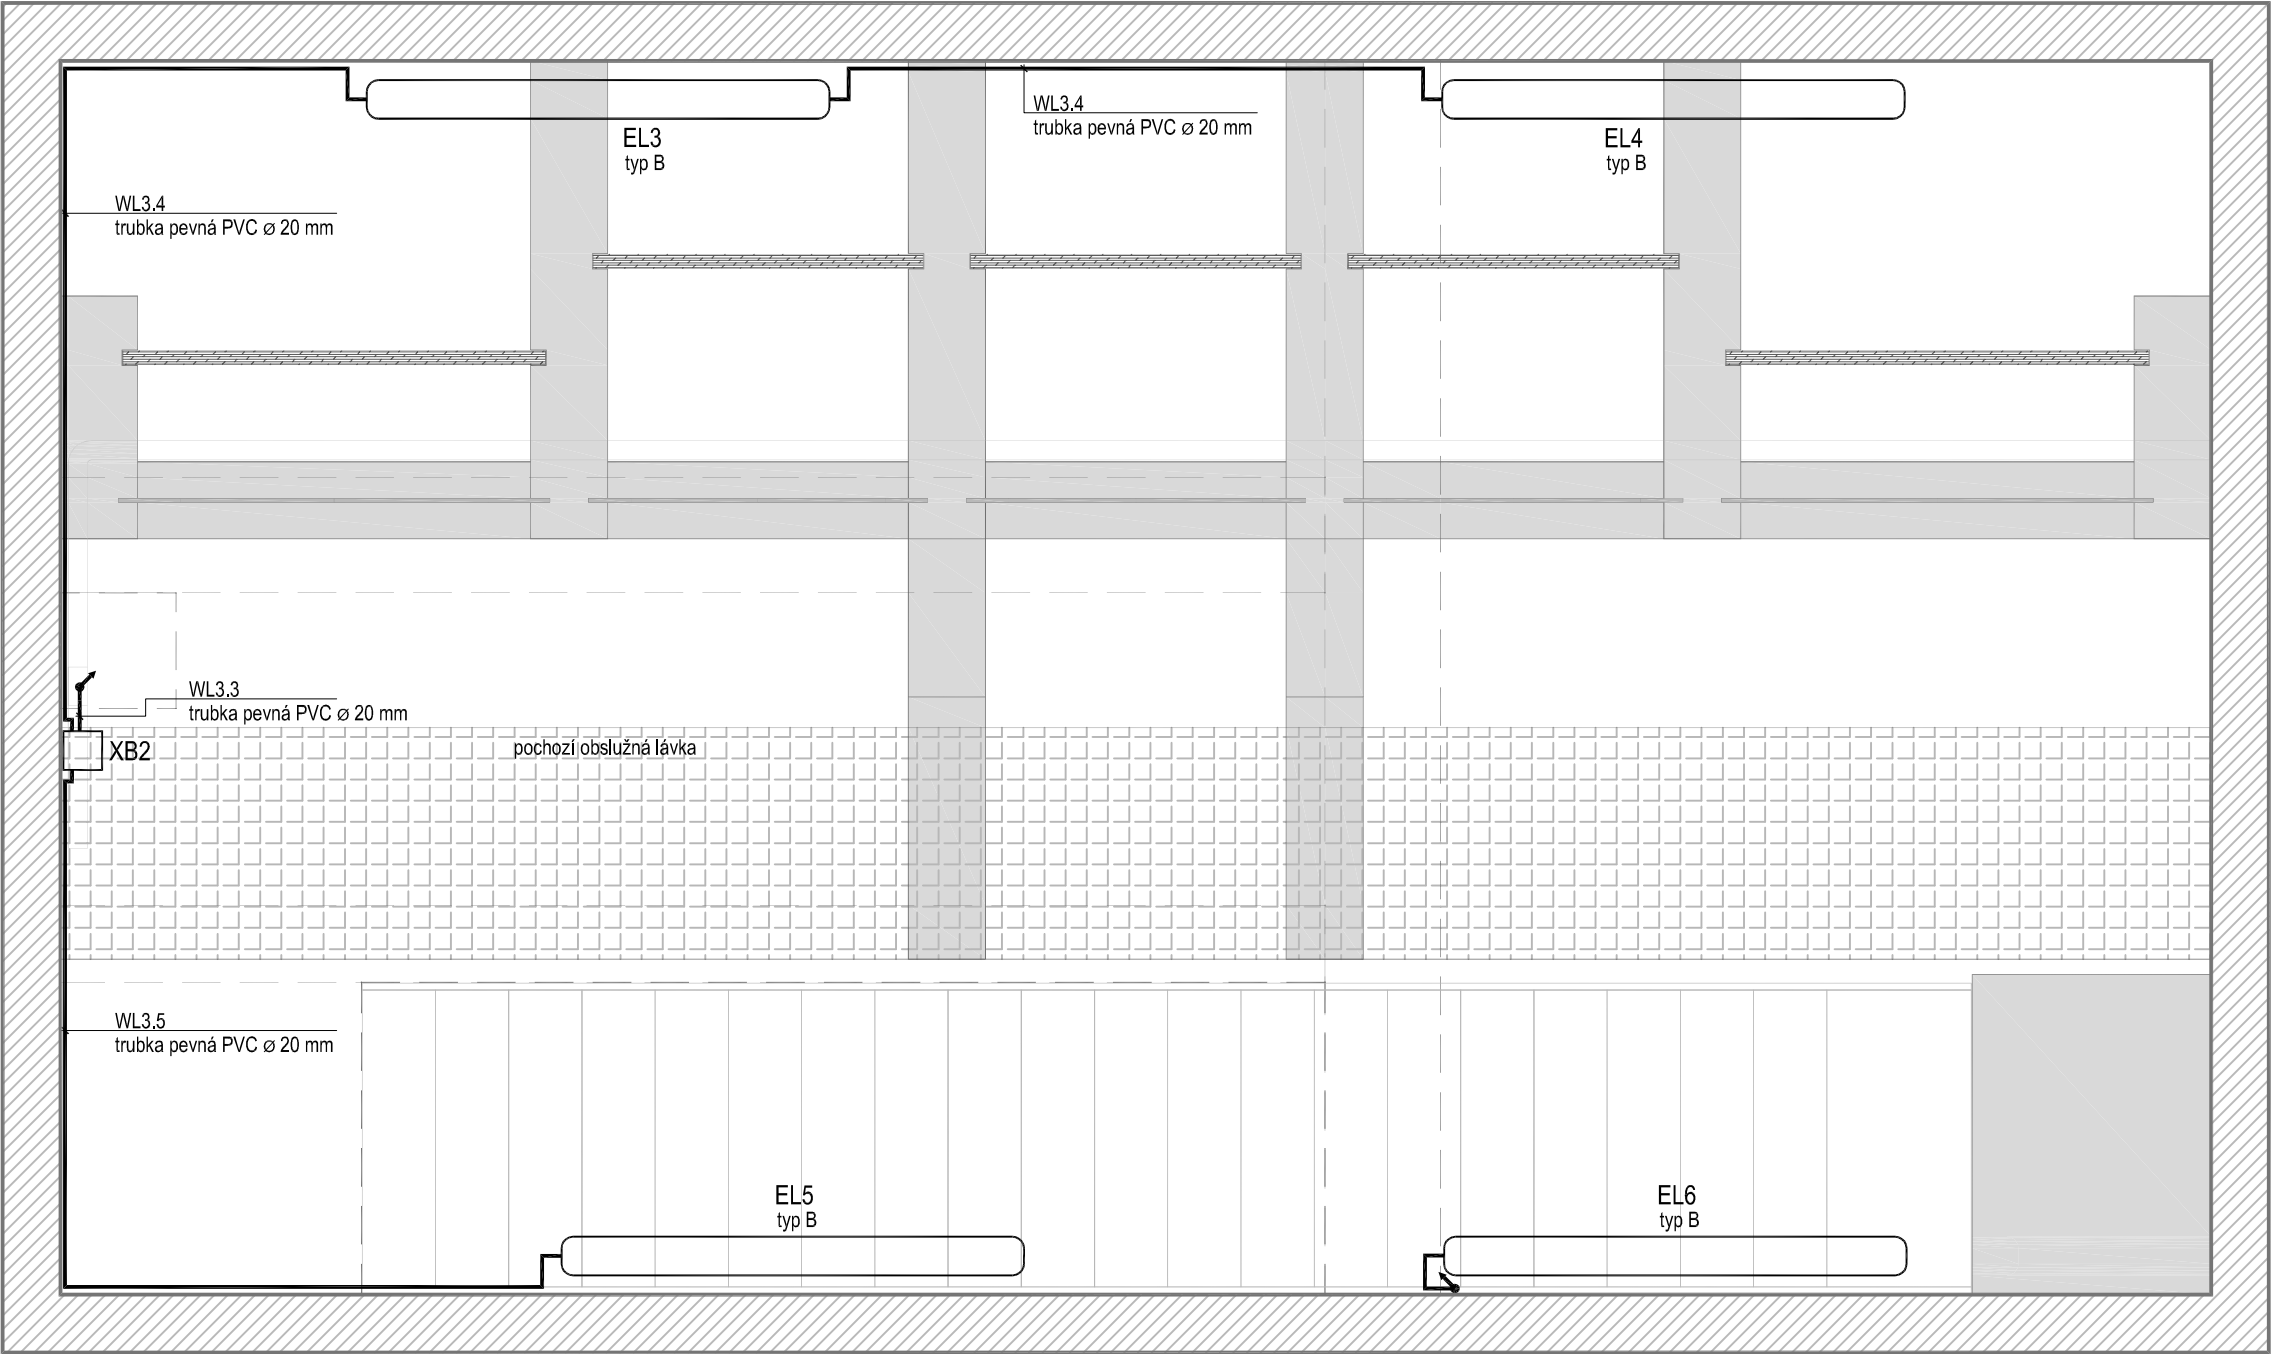 WL3.4
trubka pevná PVC ⌀ 20 mm
EL3
typ B
EL4
typ B
WL3.4
trubka pevná PVC ⌀ 20 mm
WL3.3
trubka pevná PVC ⌀ 20 mm
XB2
pochozí obslužná lávka
WL3.5
trubka pevná PVC ⌀ 20 mm
EL5
typ B
EL6
typ B